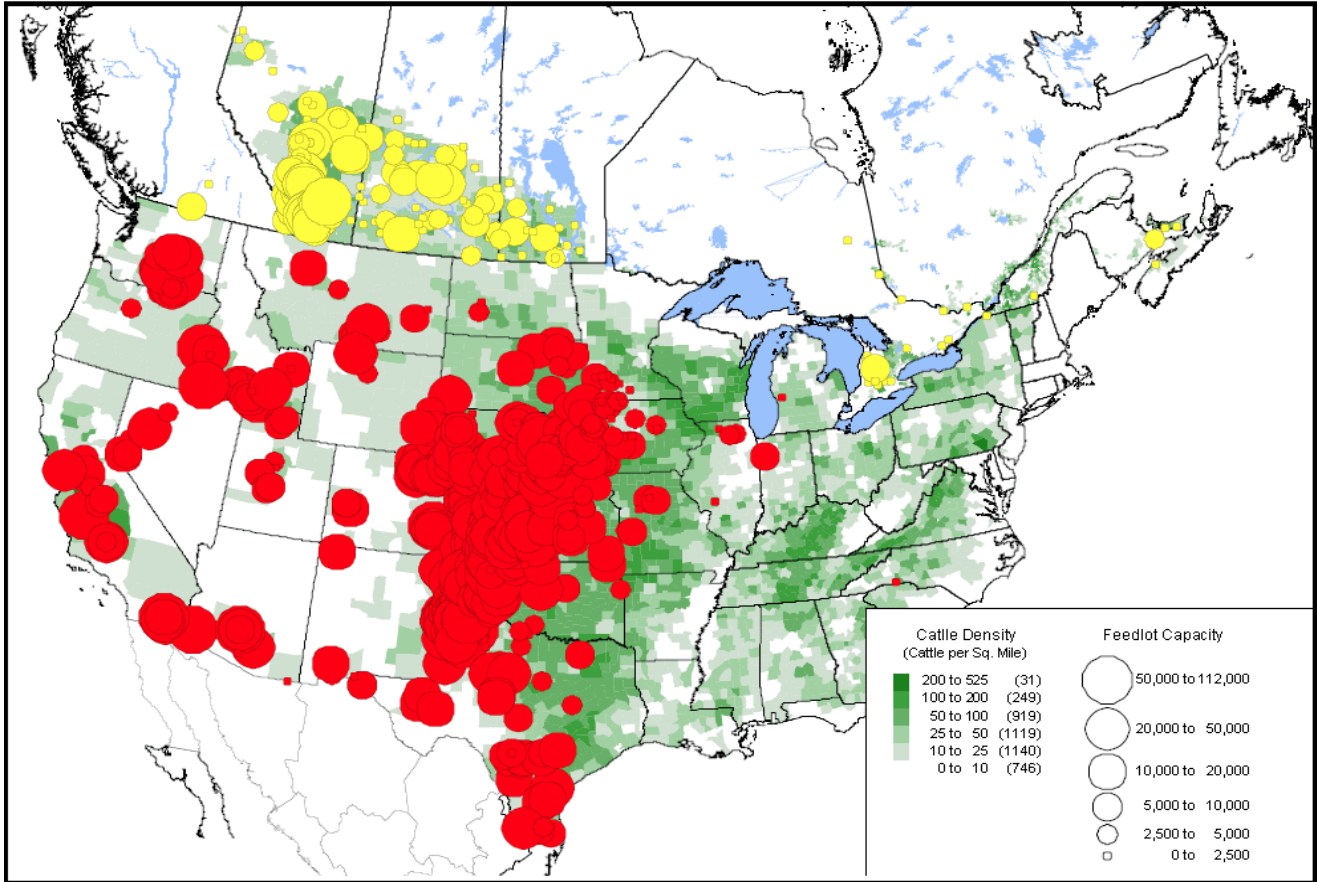 Catlle Density
(Cattle per Sq. Mile)
200 to 525 (31)
100 to 200 (249)
50 to 100 (919)
25 to 50 (1119)
10 to 25 (1140)
0 to 10 (746)
Feedlot Capacity
50,000 to 112,000
20,000 to 50,000
10,000 to 20,000
5,000 to 10,000
2,500 to 5,000
0 to 2,500